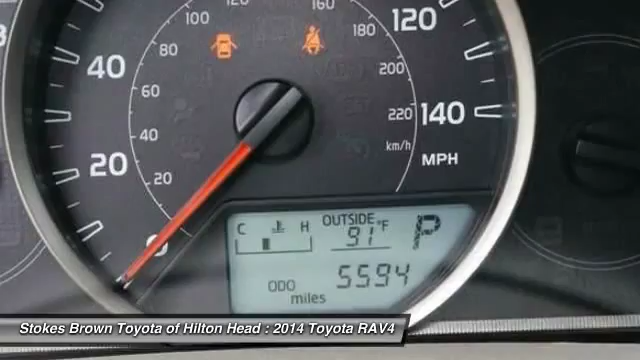 120
160
100
180
80
40
60
200
120
220
140
40
km/h
MPH
20
20
0
OUTSIDE
C
H
91°F
P
ODO
5594
miles
Stokes Brown Toyota of Hilton Head : 2014 Toyota RAV4